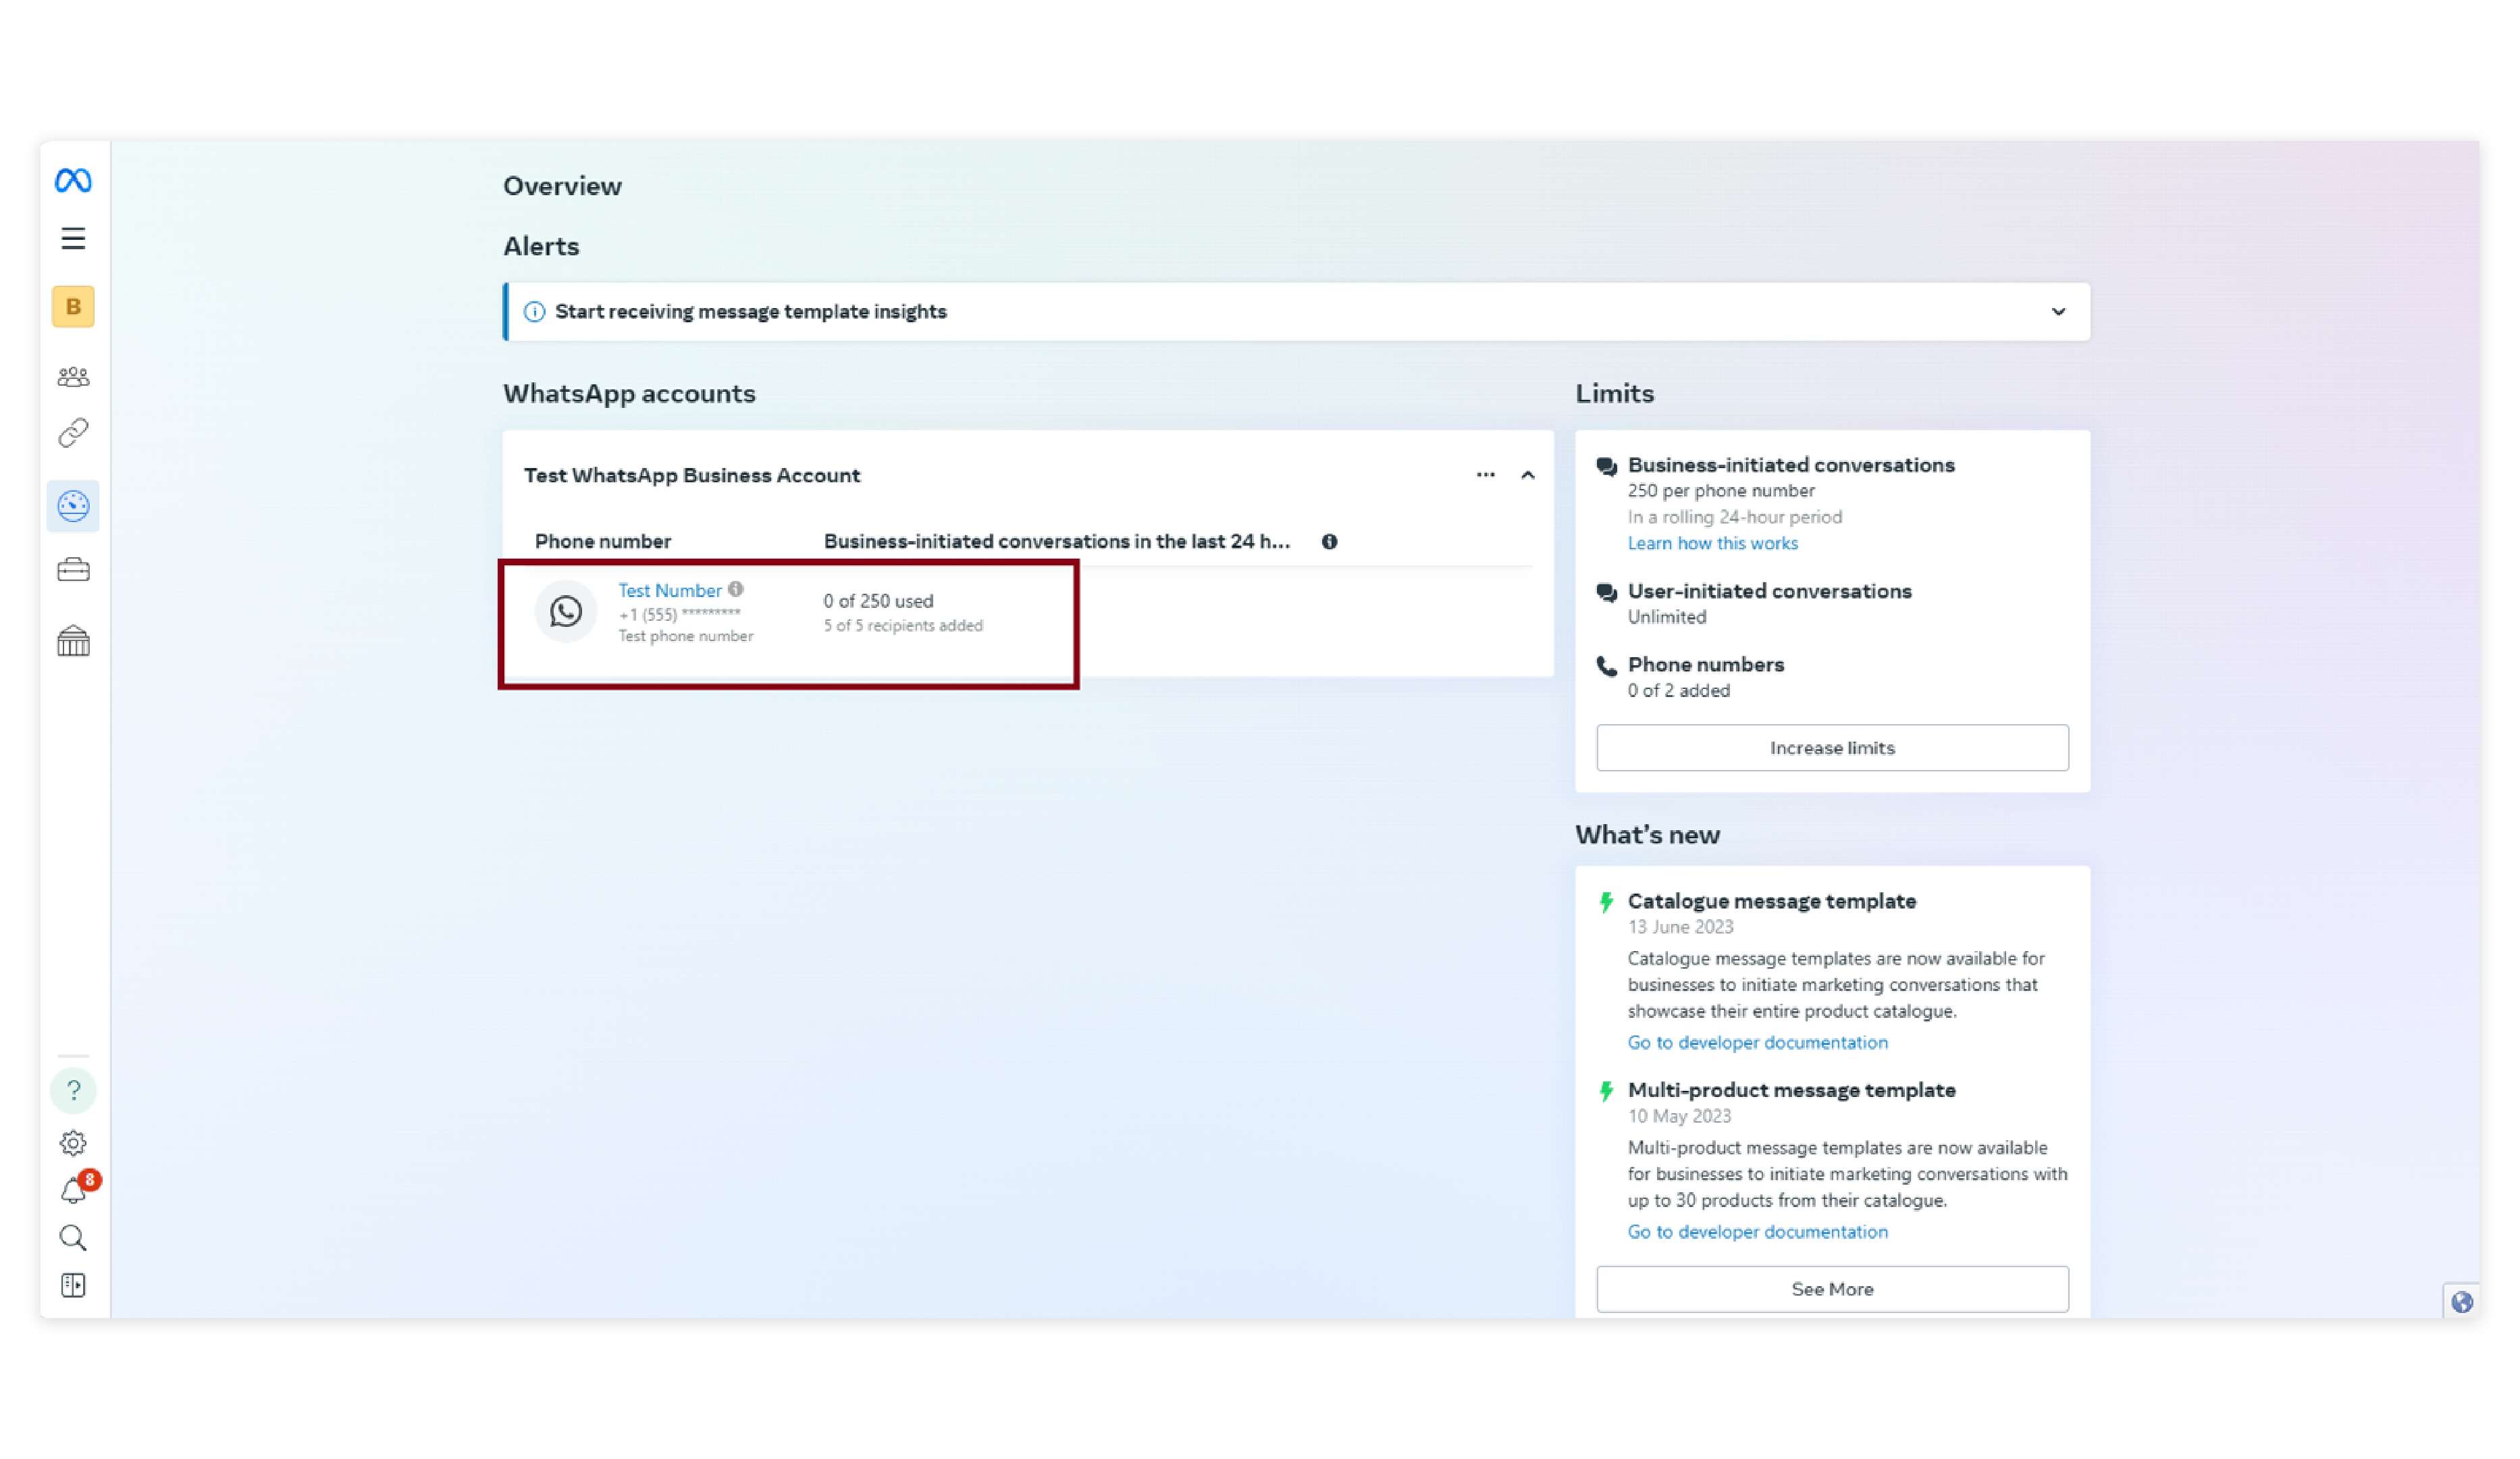 Overview
Alerts
Start receiving message template insights
WhatsApp accounts
Test WhatsApp Business Account
Phone number
Business-initiated conversations in the last 24 h...
Test Number
+1 (555) *********
Test phone number
0 of 250 used
5 of 5 recipients added
Limits
Business-initiated conversations
250 per phone number
In a rolling 24-hour period
Learn how this works
User-initiated conversations
Unlimited
Phone numbers
0 of 2 added
Increase limits
What's new
Catalogue message template
13 June 2023
Catalogue message templates are now available for
businesses to initiate marketing conversations that
showcase their entire product catalogue.
Go to developer documentation
Multi-product message template
10 May 2023
Multi-product message templates are now available
for businesses to initiate marketing conversations with
up to 30 products from their catalogue.
Go to developer documentation
See More
B
?
8